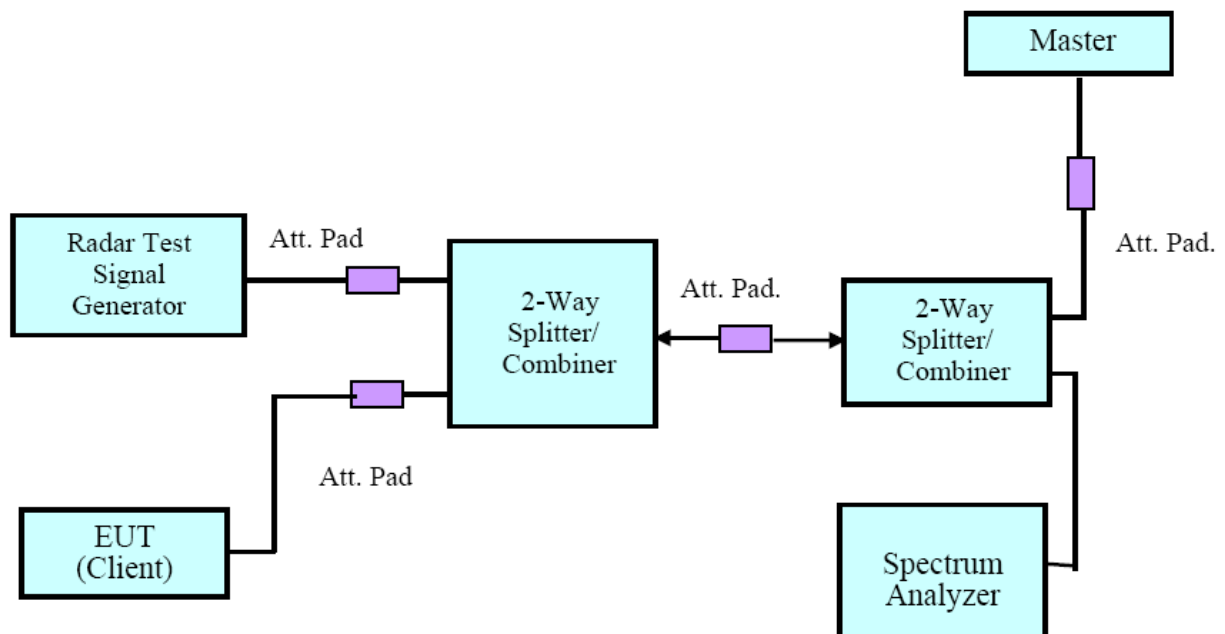 Master
Att. Pad.
Radar Test
Signal
Generator
Att. Pad
2-Way
Splitter/
Combiner
Att. Pad.
2-Way
Splitter/
Combiner
Att. Pad
EUT
(Client)
Spectrum
Analyzer